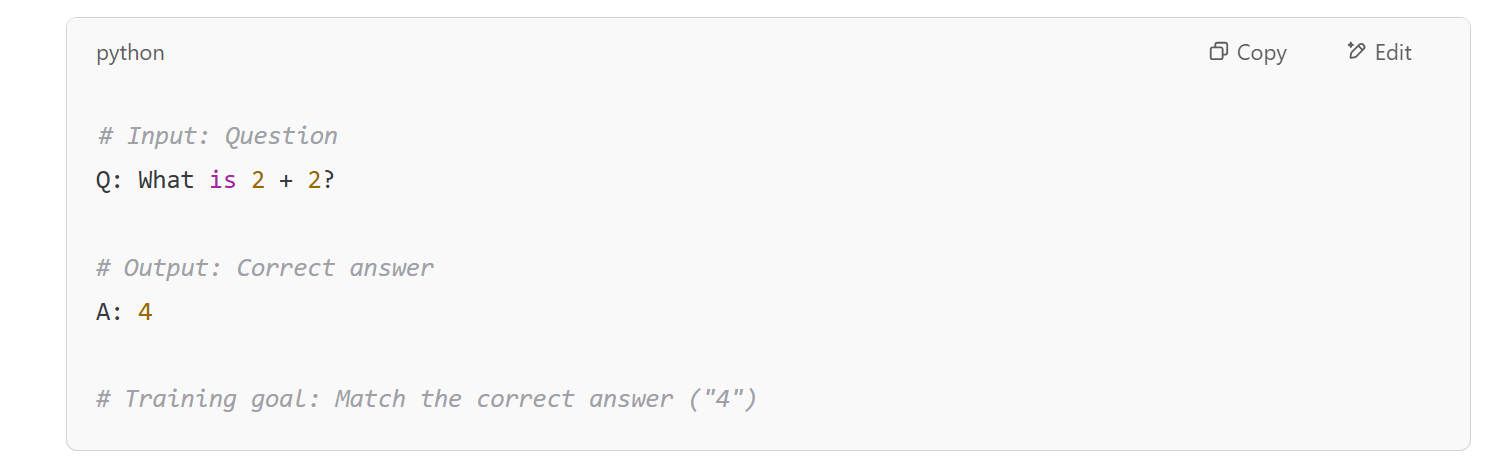 python
Copy
Edit
# Input: Question
Q: What is 2 + 2?
# Output: Correct answer
A: 4
# Training goal: Match the correct answer ("4")